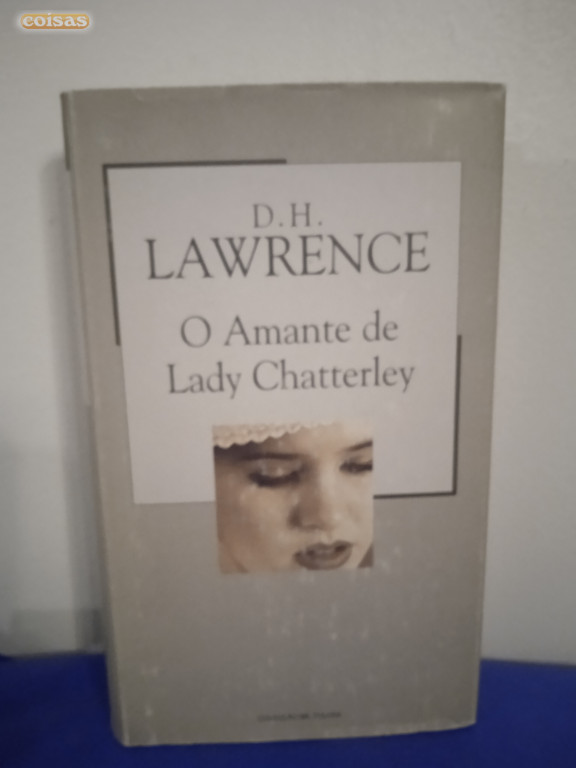 coisas
D.H.
LAWRENCE
O Amante de
Lady Chatterley